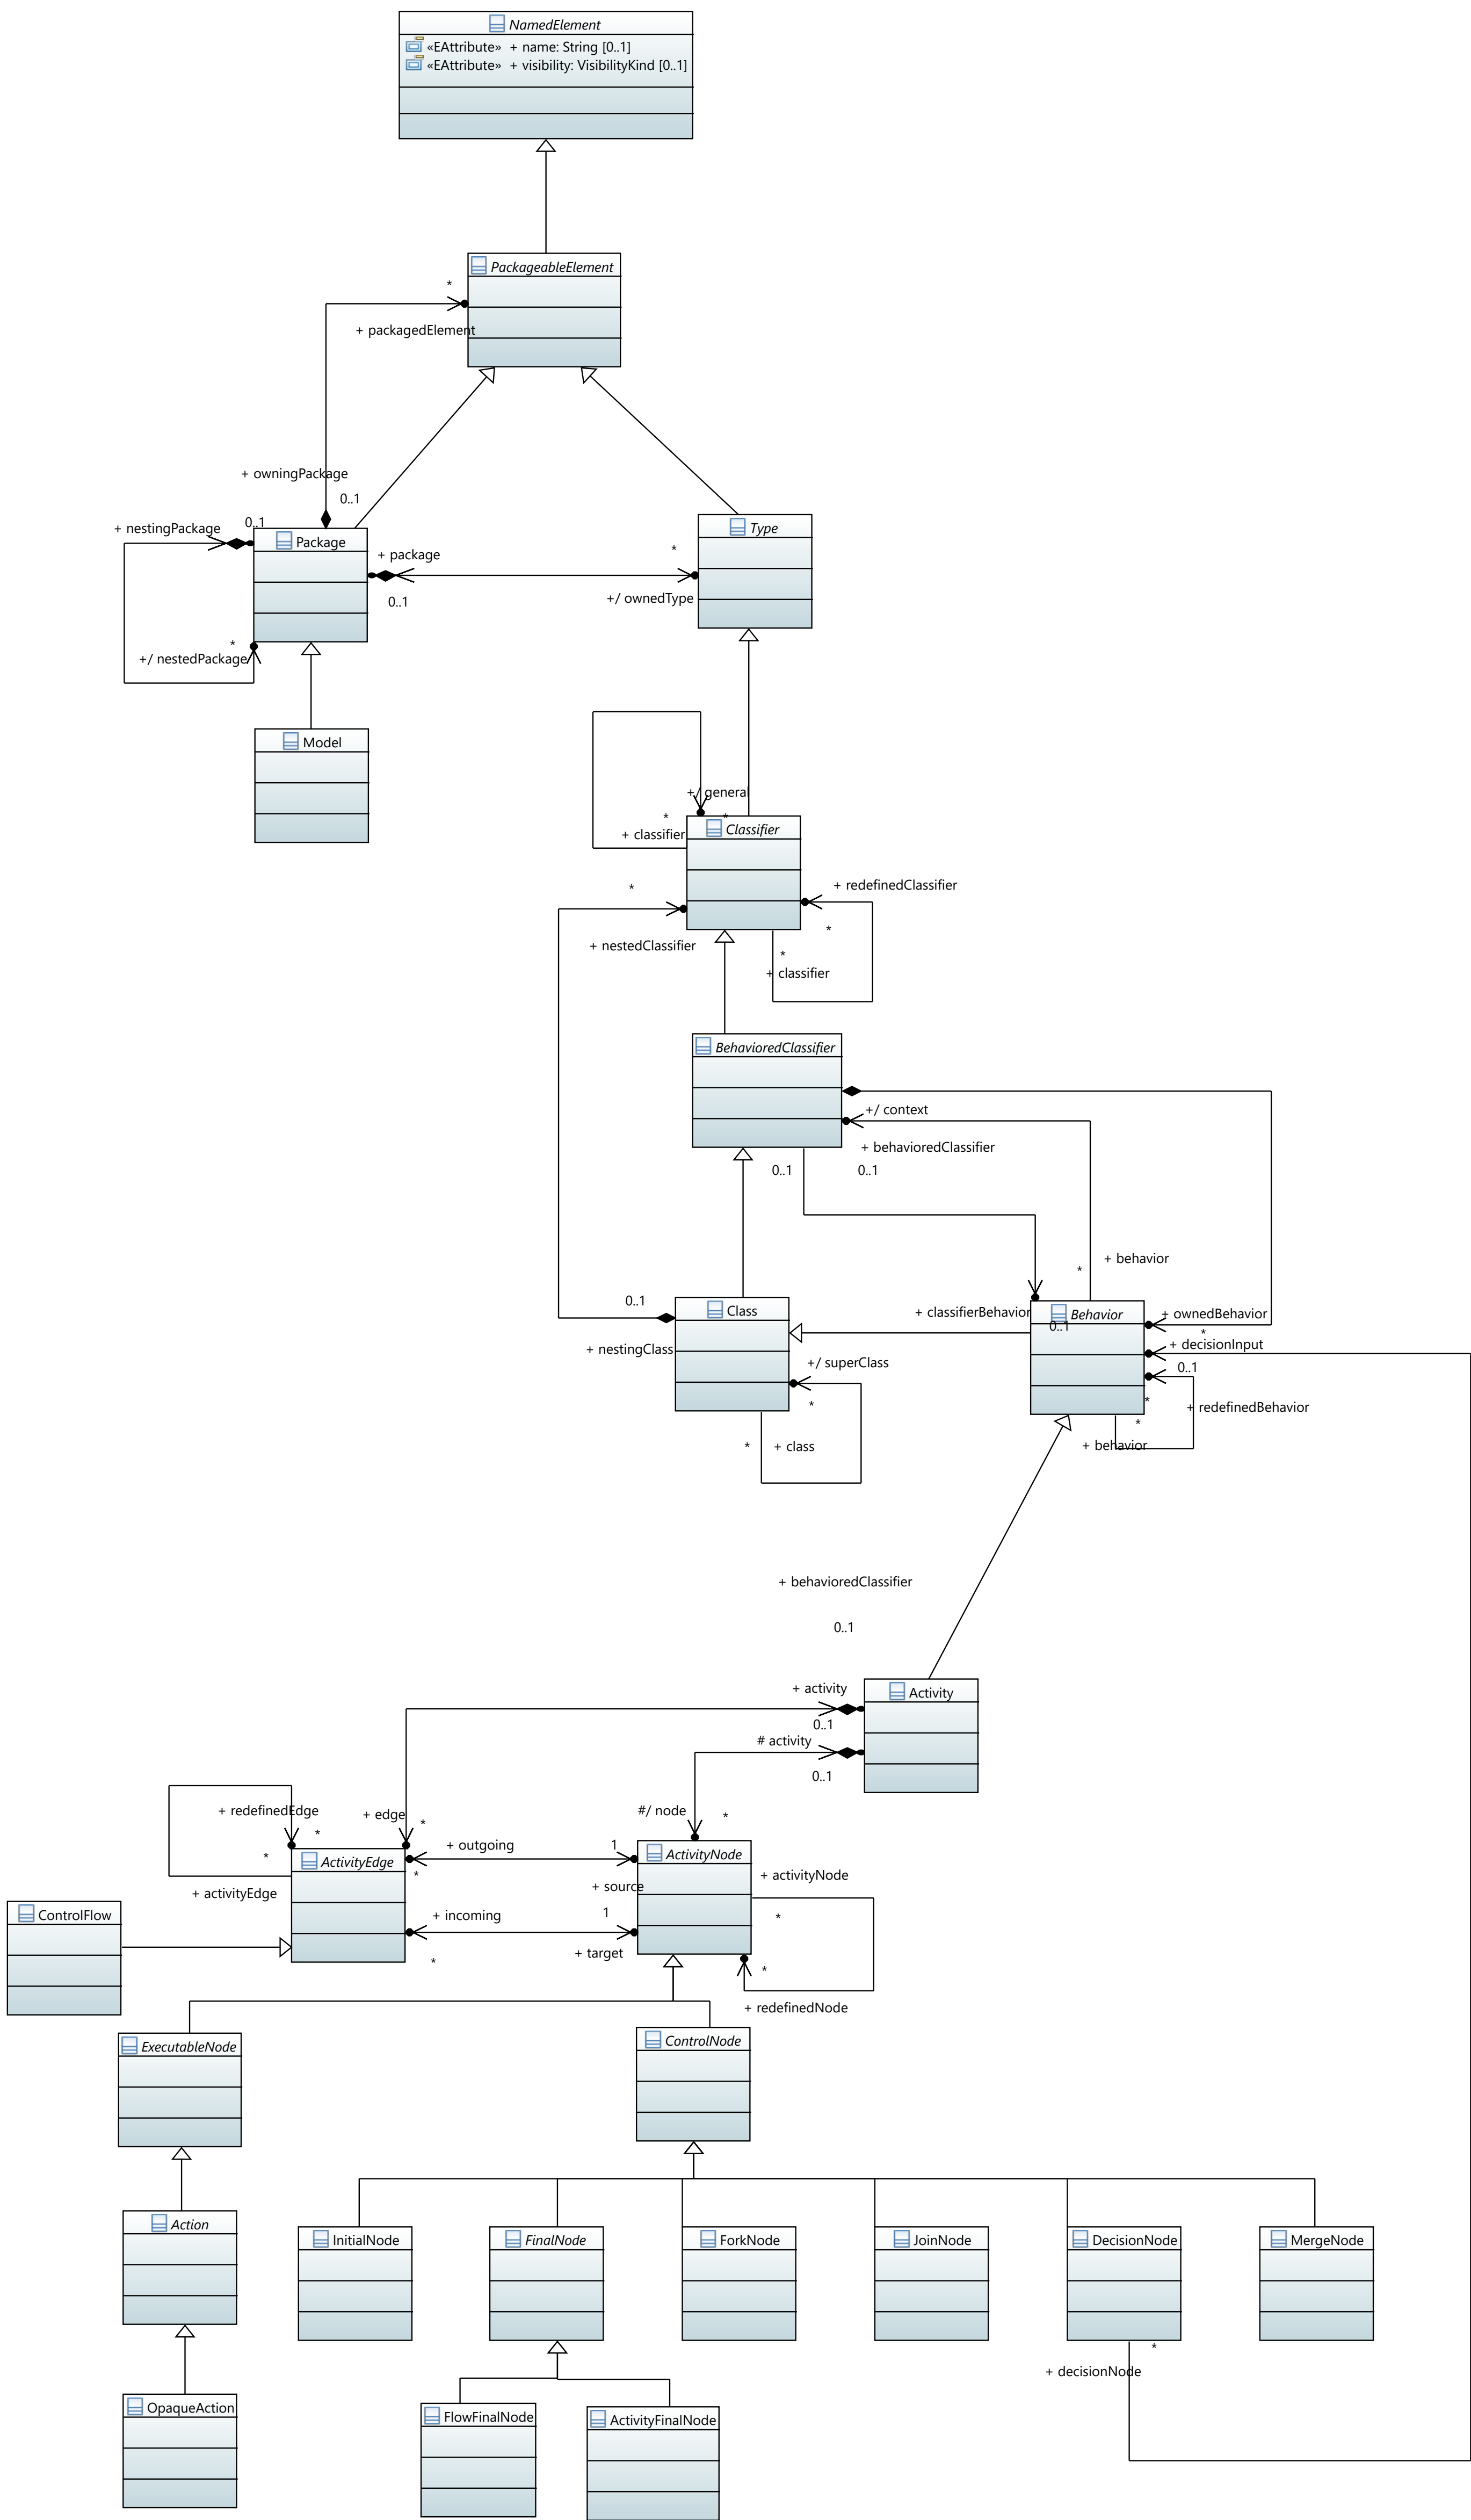 NamedElement
«EAttribute» + name: String [0..1]
«EAttribute» + visibility: VisibilityKind [0..1]
PackageableElement
*
+ packagedElement
+ owningPackage
0..1
+ nestingPackage
0..1
Package
+ package
0..1
*
+/ ownedType
Type
*
+/ nestedPackage
Model
+/ general
*
*
+ classifier
Classifier
+ redefinedClassifier
*
*
+ nestedClassifier
*
+ classifier
BehavioredClassifier
+/ context
+ behavioredClassifier
0..1
0..1
+ behavior
*
0..1
Class
+ nestingClass
+ classifierBehavior
0..1
Behavior
+ ownedBehavior
*
+ decisionInput
0..1
+/ superClass
*
*
+ redefinedBehavior
*
+ behavior
*
+ class
+ behavioredClassifier
0..1
+ activity
0..1
Activity
# activity
0..1
+ redefinedEdge
*
+ edge
*
#/ node
*
*
+ activityEdge
ActivityEdge
+ outgoing
*
1
+ source
ActivityNode
+ activityNode
*
ControlFlow
+ incoming
*
1
+ target
*
+ redefinedNode
ExecutableNode
ControlNode
Action
InitialNode
FinalNode
ForkNode
JoinNode
DecisionNode
MergeNode
*
+ decisionNode
OpaqueAction
FlowFinalNode
ActivityFinalNode